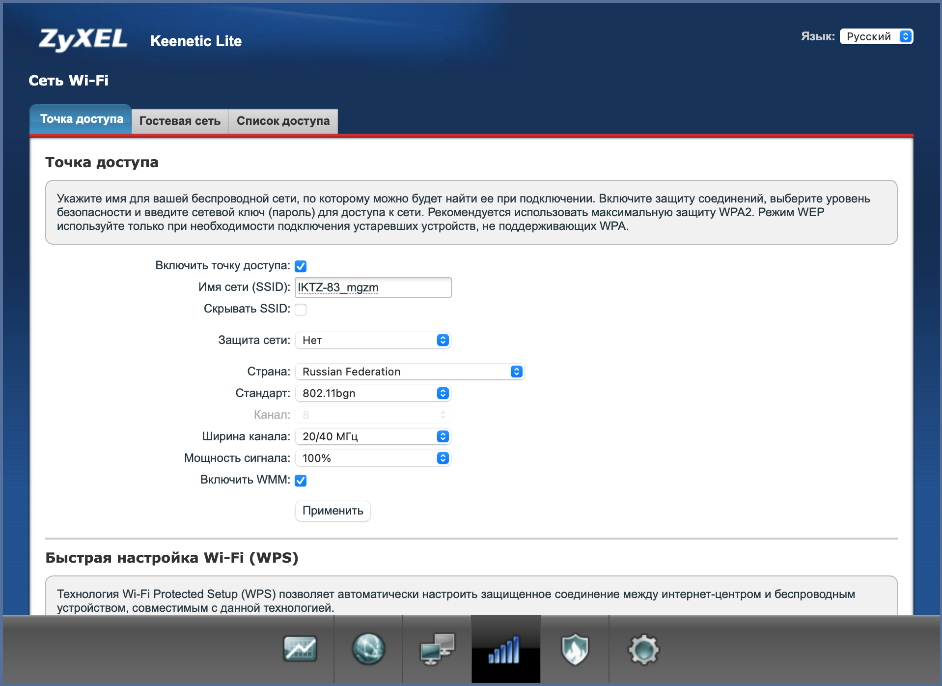 ZyXEL Keenetic Lite
Язык: Русский
Сеть Wi-Fi
Точка доступа Гостевая сеть Список доступа
Точка доступа
Укажите имя для вашей беспроводной сети, по которому можно будет найти ее при подключении. Включите защиту соединений, выберите уровень
безопасности и введите сетевой ключ (пароль) для доступа к сети. Рекомендуется использовать максимальную защиту WPA2. Режим WEP
используйте только при необходимости подключения устаревших устройств, не поддерживающих WPA.
Включить точку доступа:
Имя сети (SSID): IKTZ-83_mgzm
Скрывать SSID:
Защита сети: Нет
Страна: Russian Federation
Стандарт: 802.11bgn
Канал: 8
Ширина канала: 20/40 МГц
Мощность сигнала: 100%
Включить WMM:
Применить
Быстрая настройка Wi-Fi (WPS)
Технология Wi-Fi Protected Setup (WPS) позволяет автоматически настроить защищенное соединение между интернет-центром и беспроводным
устройством, совместимым с данной технологией.